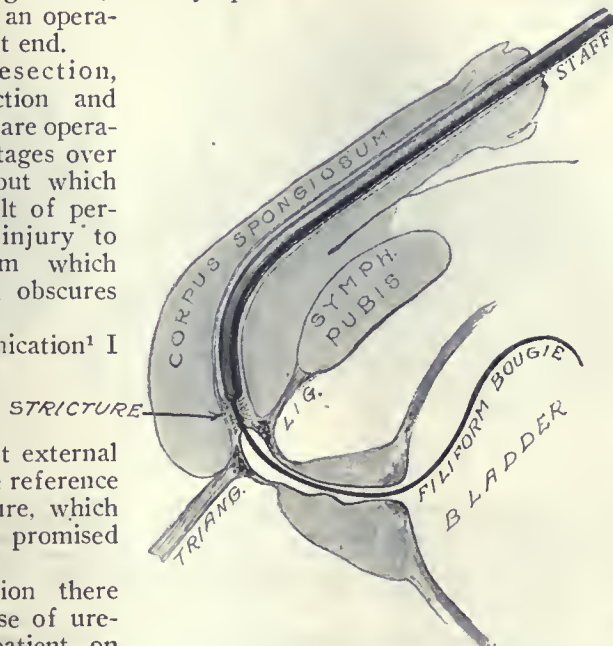 an opera-
t end.
esection,
ction and
are opera-
tages over
out which
lt of per-
injury to
m which
obscures
nication¹ I
t external
e reference
ure, which
promised
ion there
se of ure-
patient on
STAFF
CORPUS SPONGIOSUM
SYMPH.
PUBIS
LIG.
STRICTURE
TRIANG.
FILIFORM BOUGIE
BLADDER